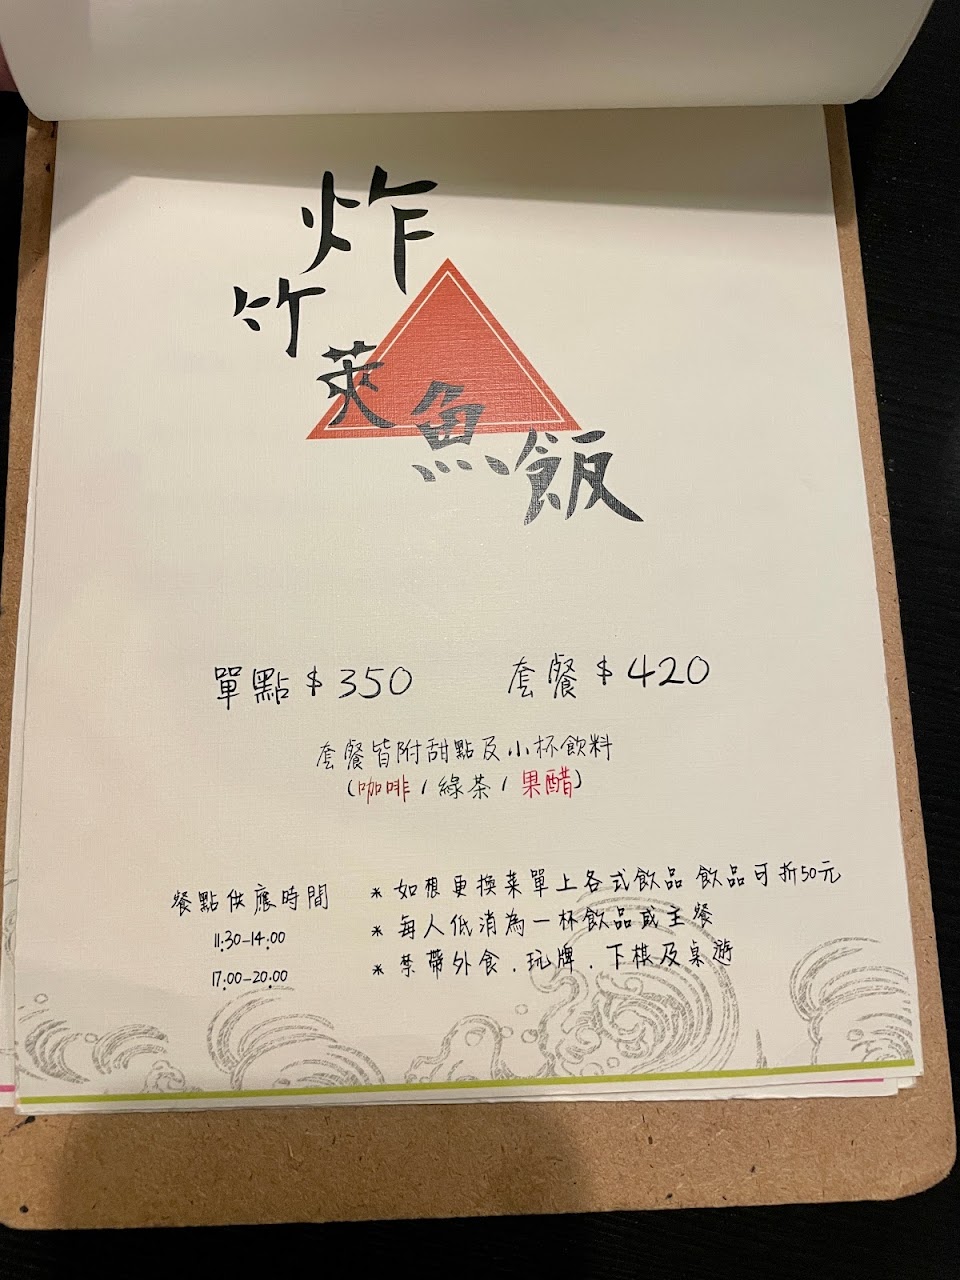 炸竹莢魚飯
單點$350 套餐$420
套餐皆附甜點及小杯飲料
(咖啡/綠茶/果醋)
餐點供應時間
11:30-14:00
17:00-20:00
* 如根更換菜單上各式飲品 飲品可折50元
* 每人低消為一杯飲品或主餐
* 禁帶外食.玩牌.下棋及桌遊